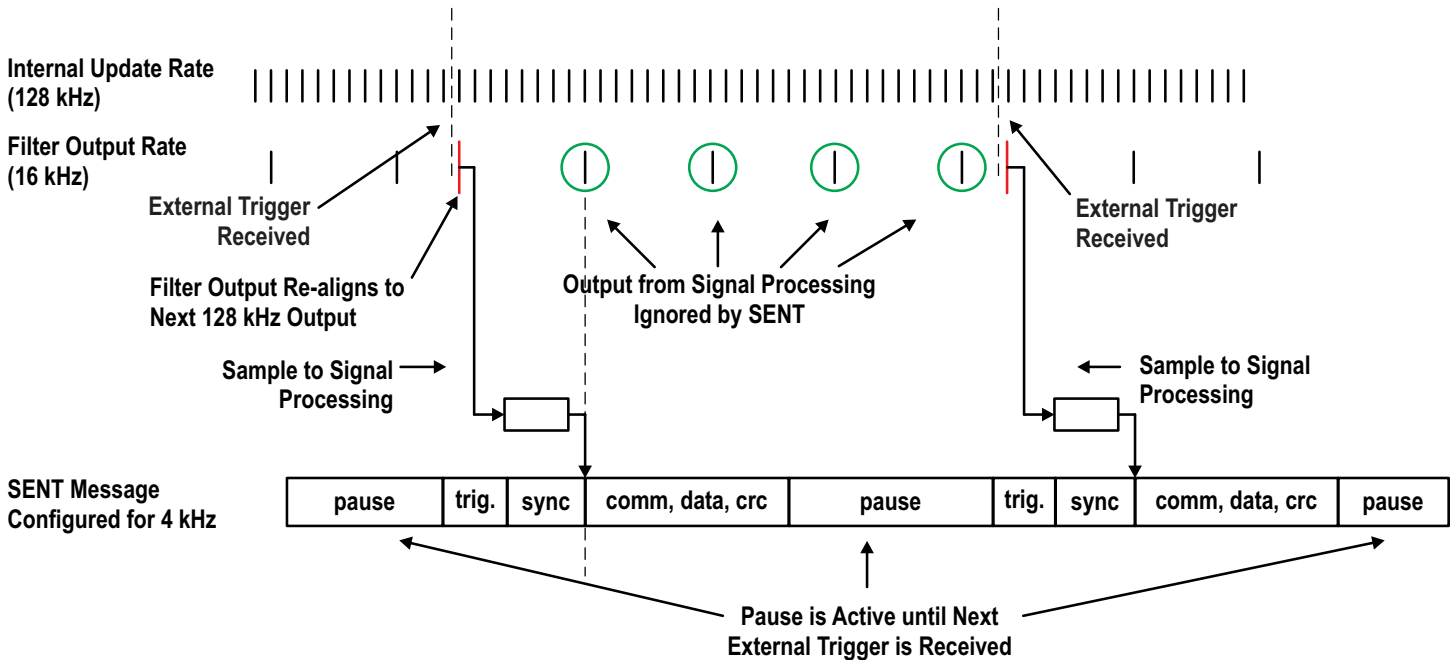 Internal Update Rate
(128 kHz)
Filter Output Rate
(16 kHz)
External Trigger
Received
External Trigger
Received
Filter Output Re-aligns to
Next 128 kHz Output
Output from Signal Processing
Ignored by SENT
Sample to Signal
Processing
Sample to Signal
Processing
SENT Message
Configured for 4 kHz
pause
trig.
sync
comm, data, crc
pause
trig.
sync
comm, data, crc
pause
Pause is Active until Next
External Trigger is Received